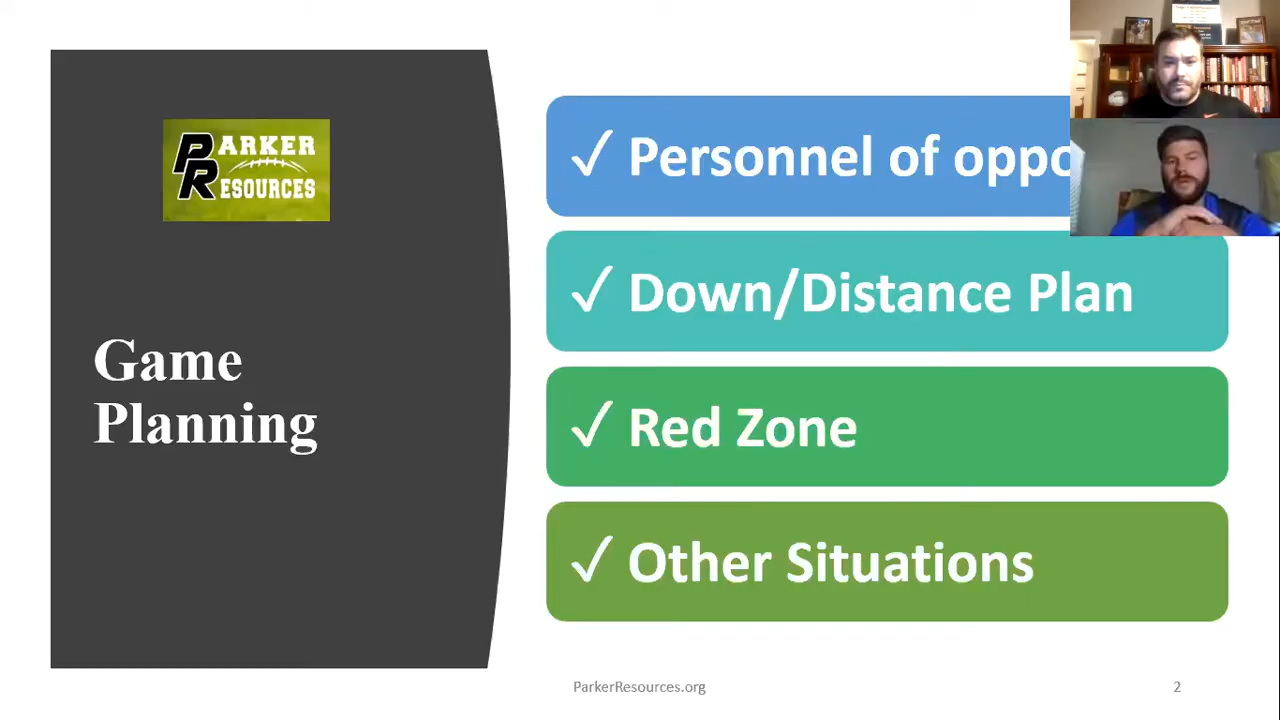 PARKER
RESOURCES
Game
Planning
✓ Personnel of oppo
✓ Down/Distance Plan
✓ Red Zone
✓ Other Situations
ParkerResources.org
2